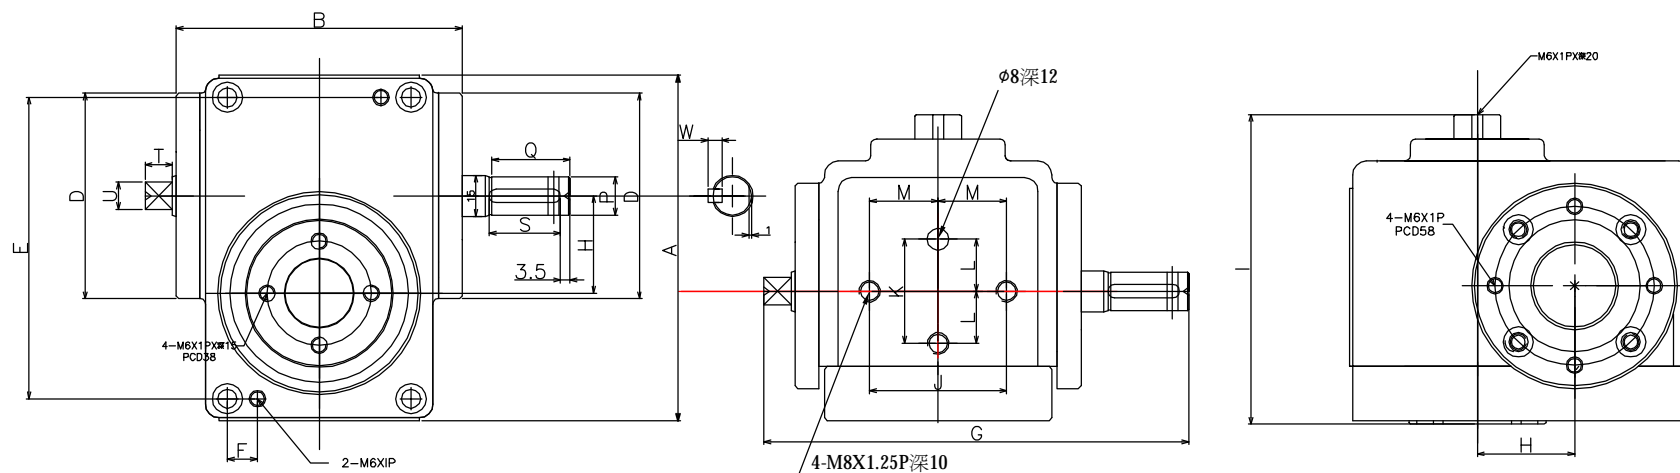 B
T
U
D
E
Q
15
P
D
S
H
A
3.5
4-M6X1PX深15
PCD38
F
2-M6XIP
W
1
φ8深12
M
M
L
K
L
J
G
4-M8X1.25P深10
-M6X1PX深20
4-M6X1P
PCD58
I
H